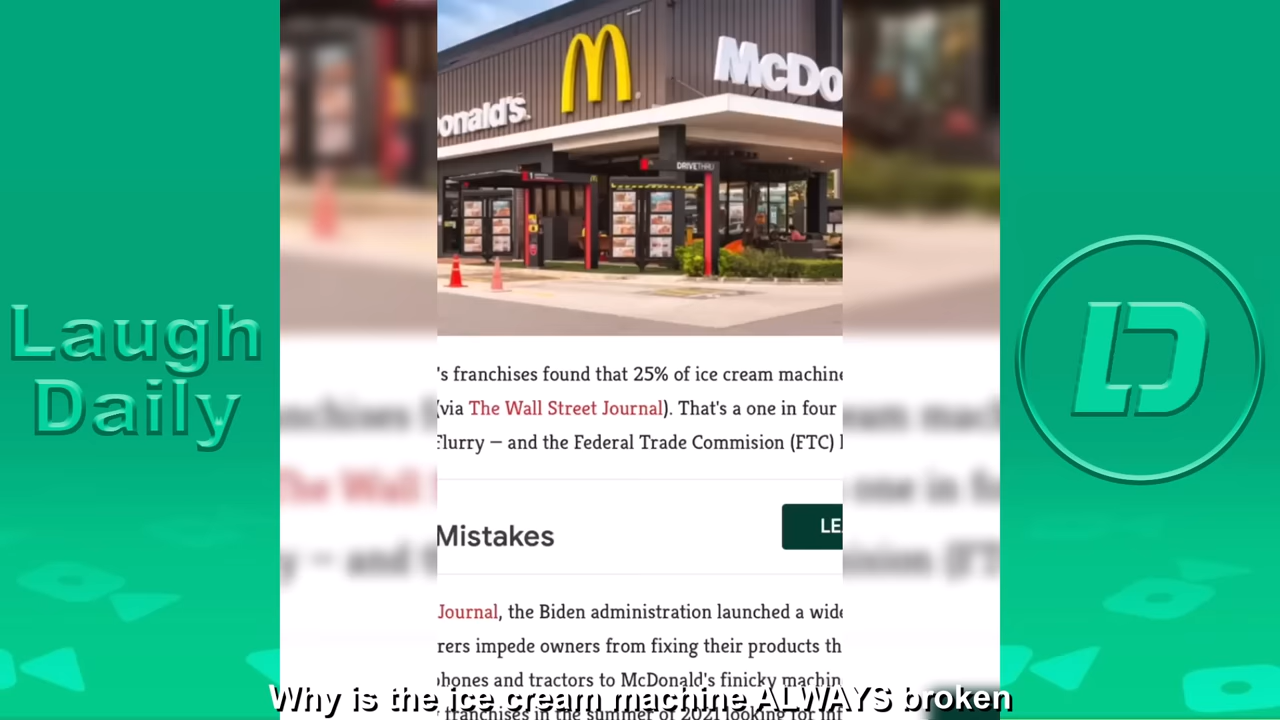 Laugh
Daily
LD
McDo
onald's
DRIVE THRU
's franchises found that 25% of ice cream machine
(via The Wall Street Journal). That's a one in four
Flurry — and the Federal Trade Commision (FTC)
Mistakes
LE
Journal, the Biden administration launched a wide
rers impede owners from fixing their products th
phones and tractors to McDonald's finicky machin
franchises in the summer of 2021 looking for inf
Why is the ice cream machine ALWAYS broken